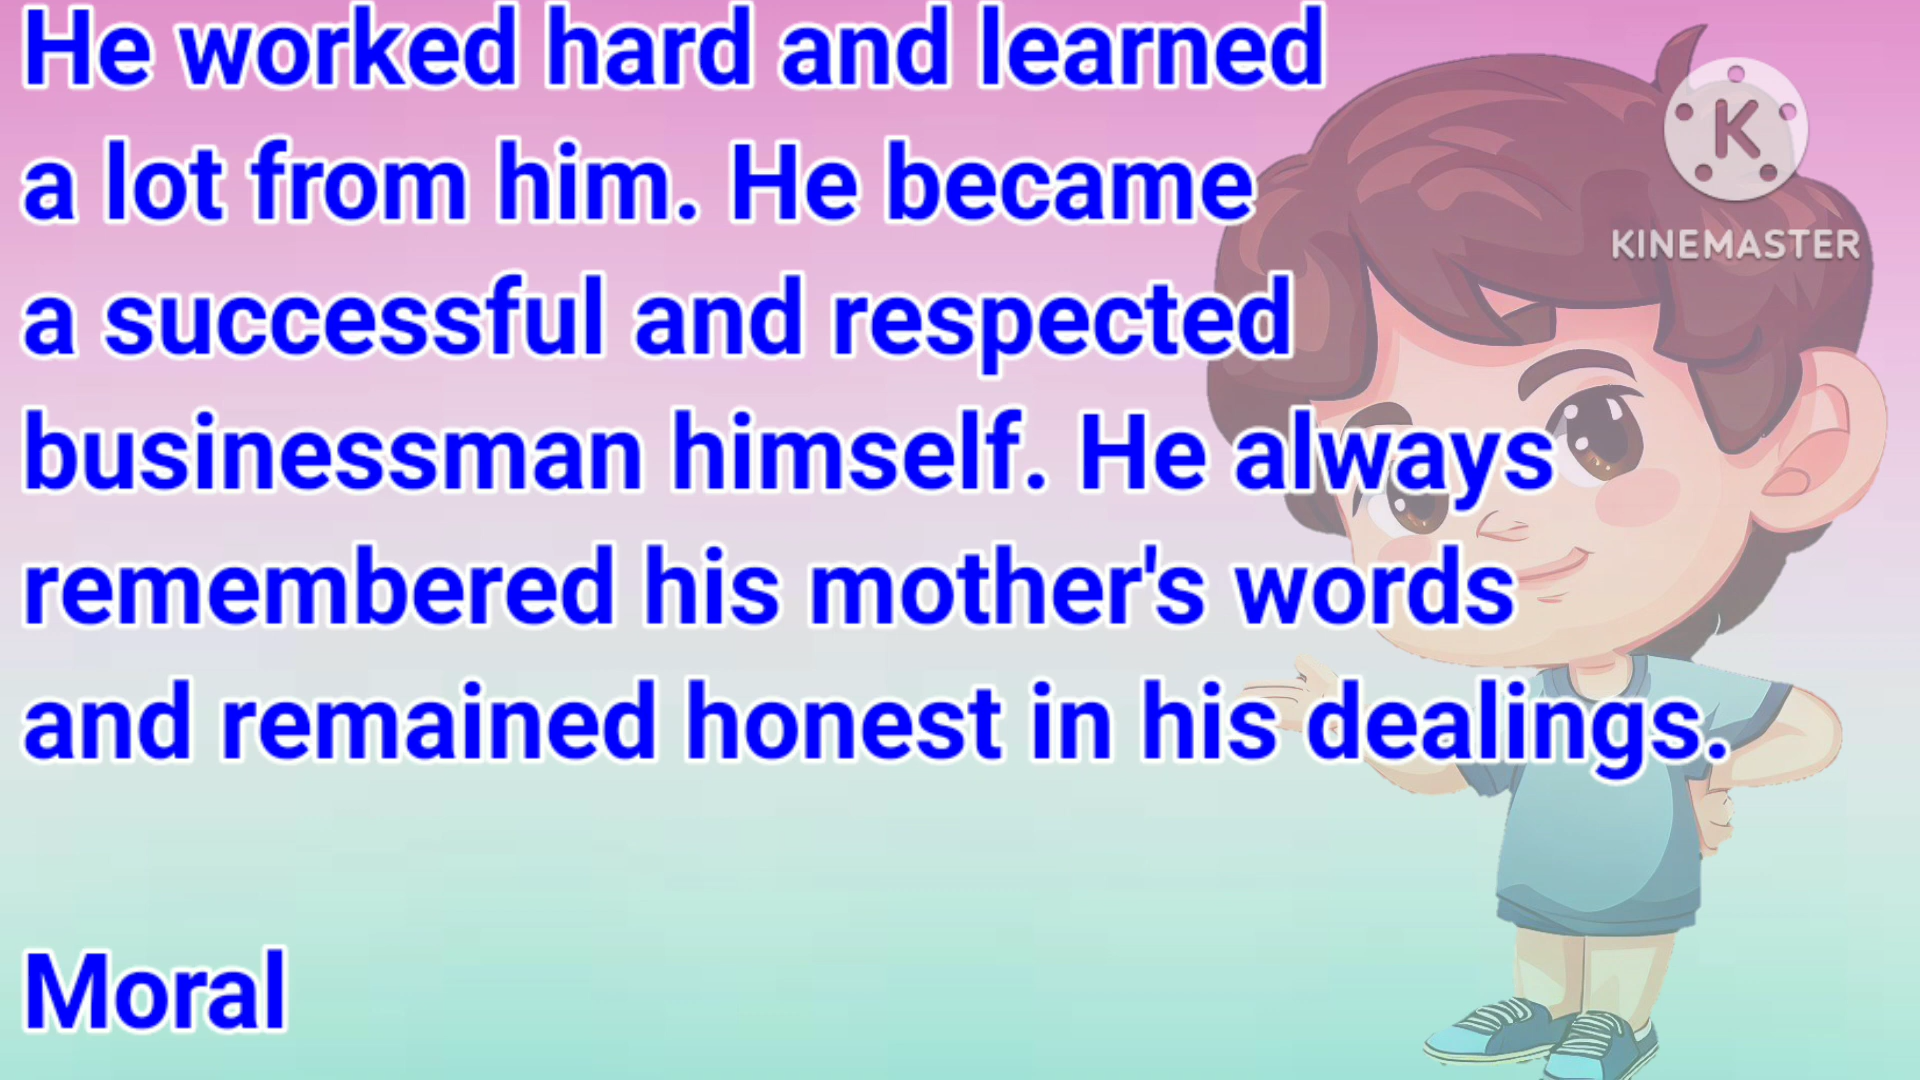 He worked hard and learned
a lot from him. He became
a successful and respected
businessman himself. He always
remembered his mother's words
and remained honest in his dealings.
Moral
K
KINEMASTER